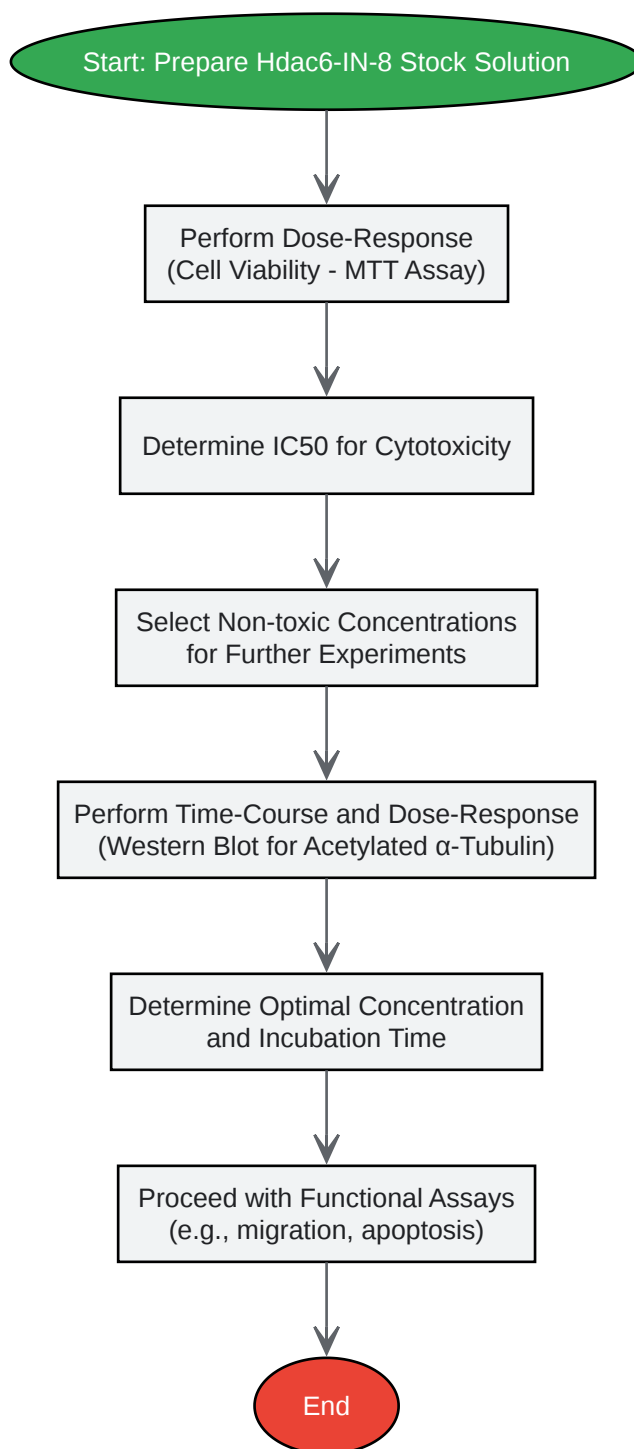 Start: Prepare Hdac6-IN-8 Stock Solution
Perform Dose-Response
(Cell Viability - MTT Assay)
Determine IC50 for Cytotoxicity
Select Non-toxic Concentrations
for Further Experiments
Perform Time-Course and Dose-Response
(Western Blot for Acetylated α-Tubulin)
Determine Optimal Concentration
and Incubation Time
Proceed with Functional Assays
(e.g., migration, apoptosis)
End